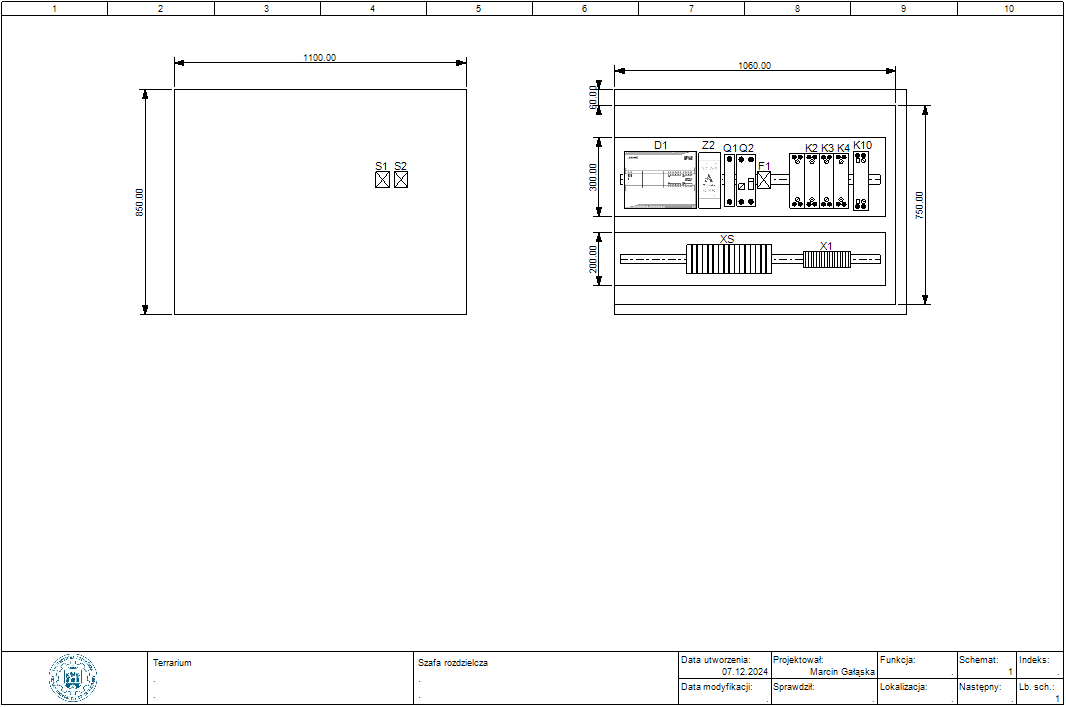 1 2 3 4 5 6 7 8 9 10
1100.00
1060.00
60.00
850.00
S1 S2
300.00
D1 Z2 Q1 Q2 F1 K2 K3 K4 K10
750.00
200.00
XS X1
Terrarium
.
.
Szafa rozdzielcza
.
.
Data utworzenia:
07.12.2024
Projektował:
Marcin Gałąska
Funkcja:
.
Schemat:
1
Indeks:
.
Data modyfikacji:
.
Sprawdził:
.
Lokalizacja:
.
Następny:
.
Lb. sch.:
1